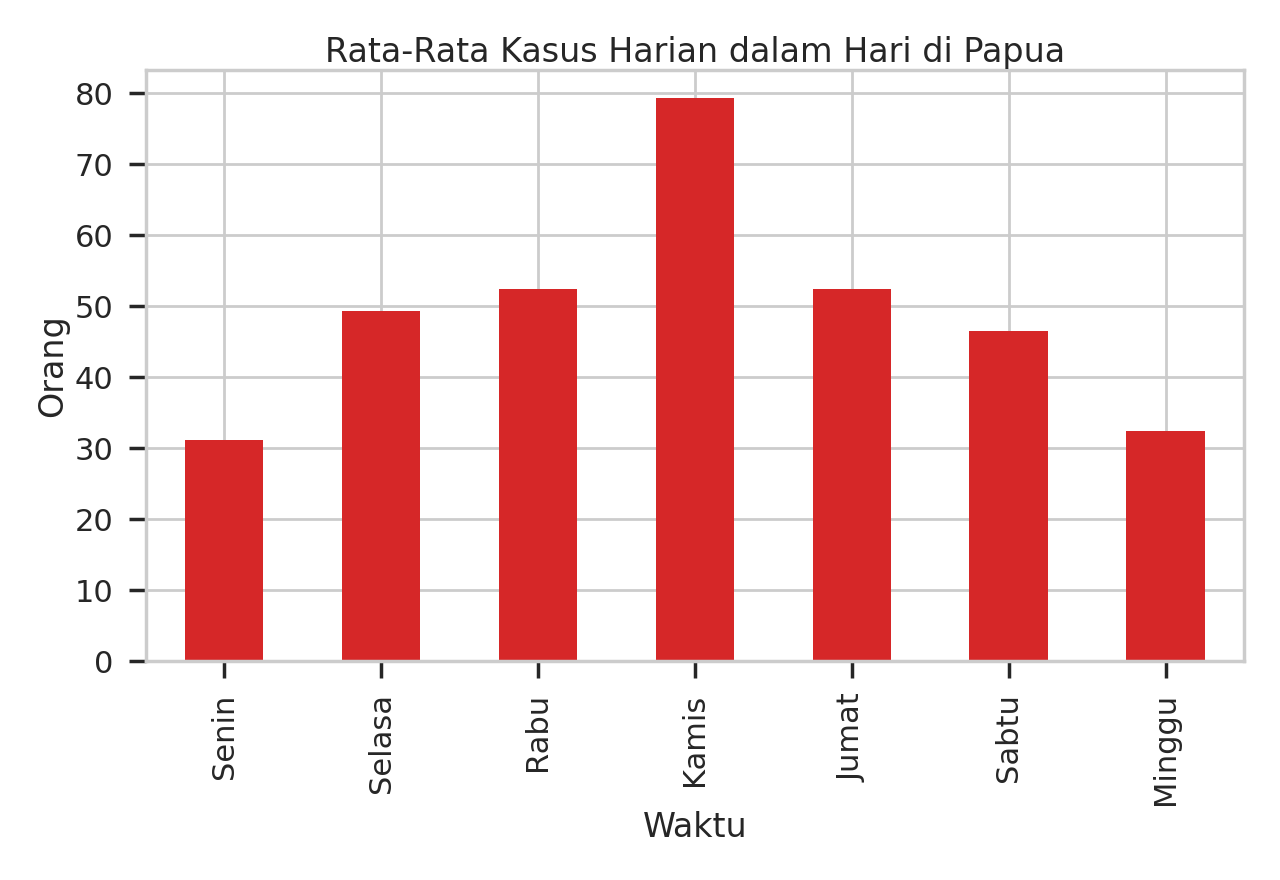 Rata-Rata Kasus Harian dalam Hari di Papua
80
70
60
50
40
30
20
10
0
Orang
Senin
Selasa
Rabu
Kamis
Jumat
Sabtu
Minggu
Waktu